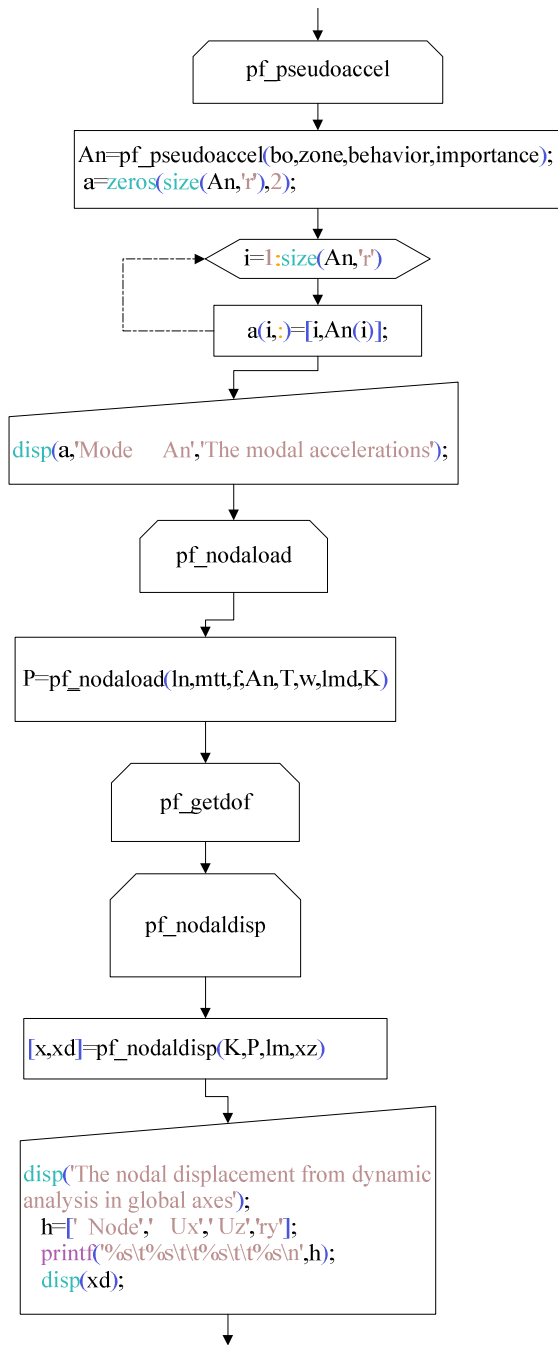 pf_pseudoaccel
An=pf_pseudoaccel(bo,zone,behavior,importance);
a=zeros(size(An,'r'),2);
i=1:size(An,'r')
a(i,:)=[i,An(i)];
disp(a,'Mode An','The modal accelerations');
pf_nodaload
P=pf_nodaload(ln,mtt,f,An,T,w,lmd,K)
pf_getdof
pf_nodaldisp
[x,xd]=pf_nodaldisp(K,P,lm,xz)
disp('The nodal displacement from dynamic
analysis in global axes');
h=[' Node',' Ux',' Uz','ry'];
printf('%s\t%s\t\t%s\t\t%s\n',h);
disp(xd);